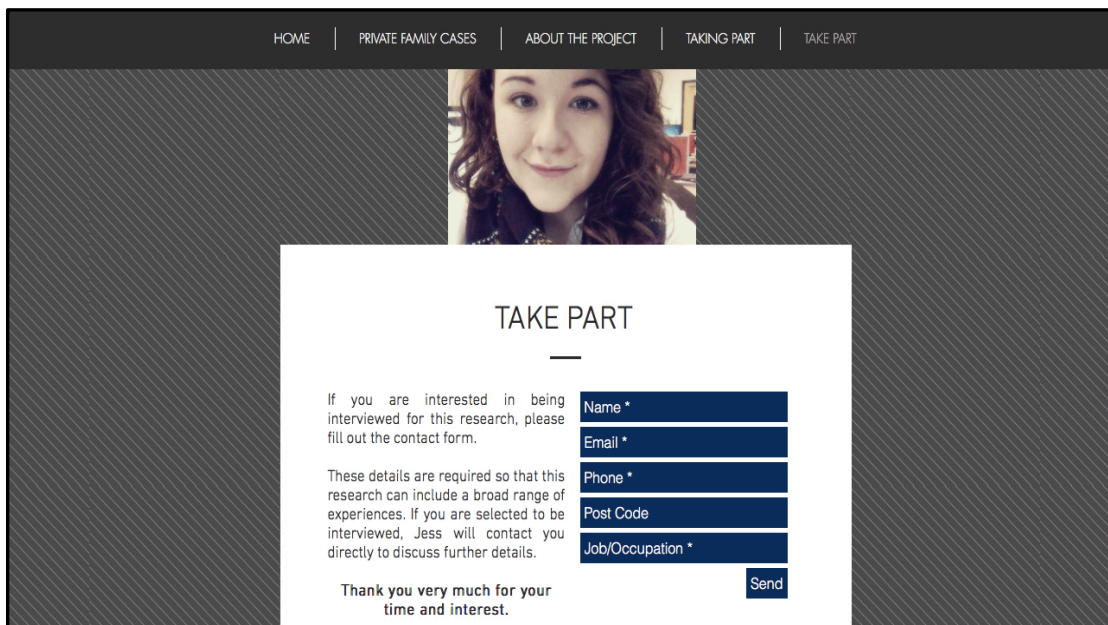 HOME PRIVATE FAMILY CASES ABOUT THE PROJECT TAKING PART TAKE PART
TAKE PART
If you are interested in being
interviewed for this research, please
fill out the contact form.
These details are required so that this
research can include a broad range of
experiences. If you are selected to be
interviewed, Jess will contact you
directly to discuss further details.
Thank you very much for your
time and interest.
Name *
Email *
Phone *
Post Code
Job/Occupation *
Send